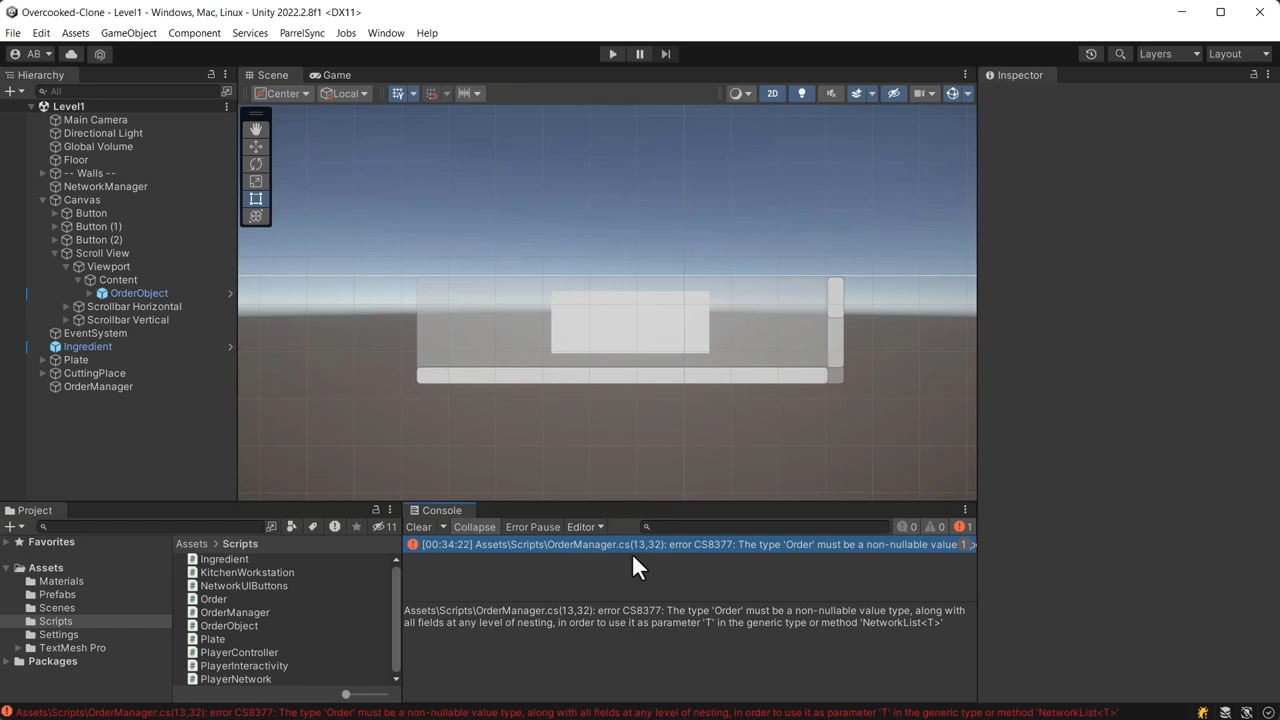 Overcooked-Clone - Level1 - Windows, Mac, Linux - Unity 2022.2.8f1 <DX11>
File Edit Assets GameObject Component Services ParrelSync Jobs Window Help
AB Layers Layout
Hierarchy
All
Level1
Main Camera
Directional Light
Global Volume
Floor
-- Walls --
NetworkManager
Canvas
Button
Button (1)
Button (2)
Scroll View
Viewport
Content
OrderObject
Scrollbar Horizontal
Scrollbar Vertical
EventSystem
Ingredient
Plate
CuttingPlace
OrderManager
Scene Game
Center Local 2D
Inspector
Project
11
Favorites
Assets
Materials
Prefabs
Scenes
Scripts
Settings
TextMesh Pro
Packages
Assets Scripts
Ingredient
KitchenWorkstation
NetworkUIButtons
Order
OrderManager
OrderObject
Plate
PlayerController
PlayerInteractivity
PlayerNetwork
Console
Clear Collapse Error Pause Editor 0 0 1
[00:34:22] Assets\Scripts\OrderManager.cs(13,32): error CS8377: The type 'Order' must be a non-nullable value 1
Assets\Scripts\OrderManager.cs(13,32): error CS8377: The type 'Order' must be a non-nullable value type, along with
all fields at any level of nesting, in order to use it as parameter 'T' in the generic type or method 'NetworkList<T>'
Assets\Scripts\OrderManager.cs(13,32): error CS8377: The type 'Order' must be a non-nullable value type, along with all fields at any level of nesting, in order to use it as parameter 'T' in the generic type or method 'NetworkList<T>'